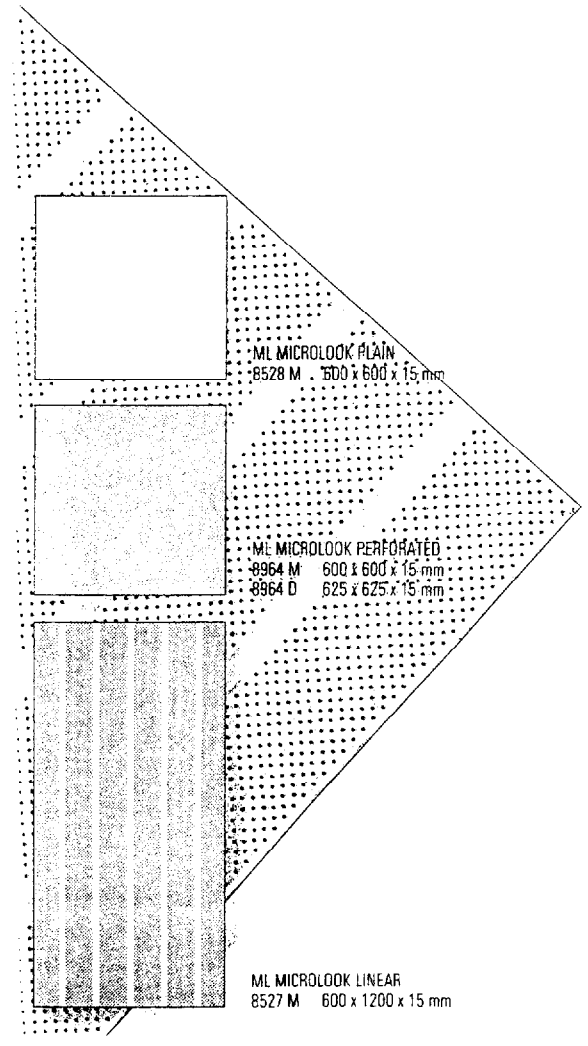 ML MICROLOOK PLAIN
8528 M 600 x 600 x 15 mm
ML MICROLOOK PERFORATED
8964 M 600 x 600 x 15 mm
8964 D 625 x 625 x 15 mm
ML MICROLOOK LINEAR
8527 M 600 x 1200 x 15 mm